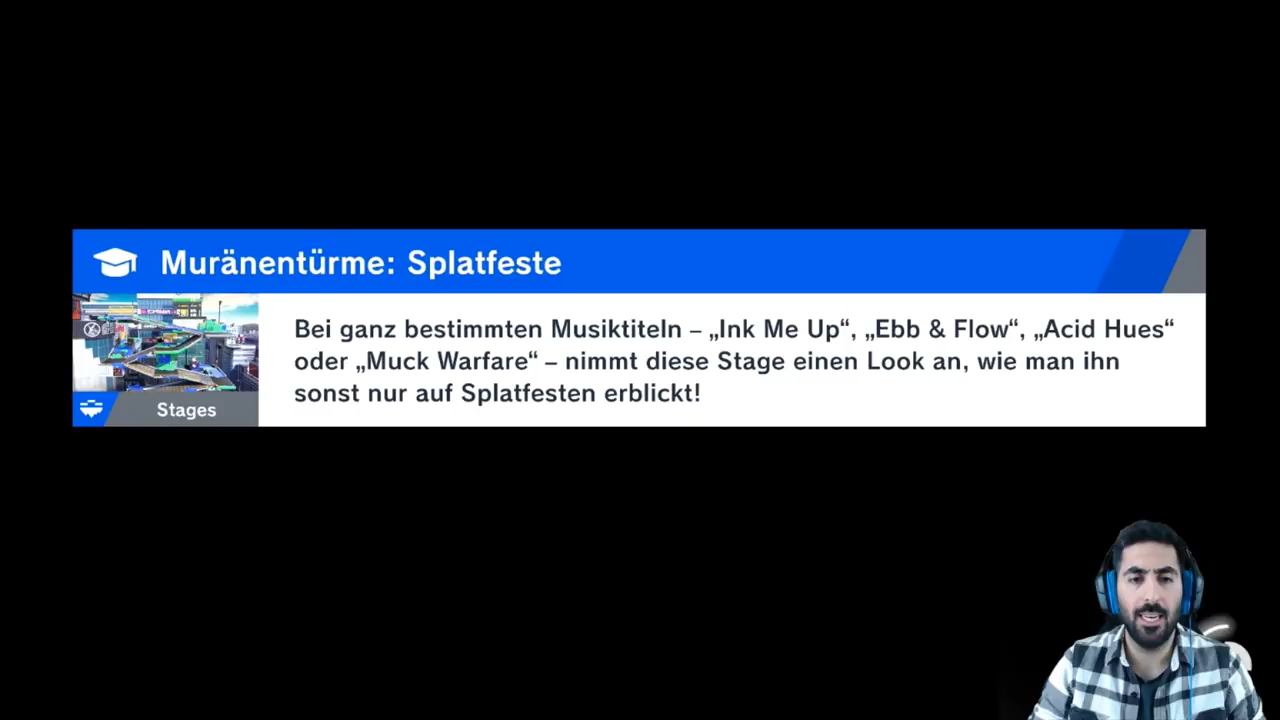 Muränentürme: Splatfeste
Bei ganz bestimmten Musiktiteln – „Ink Me Up“, „Ebb & Flow“, „Acid Hues“
oder „Muck Warfare“ – nimmt diese Stage einen Look an, wie man ihn
sonst nur auf Splatfesten erblickt!
Stages